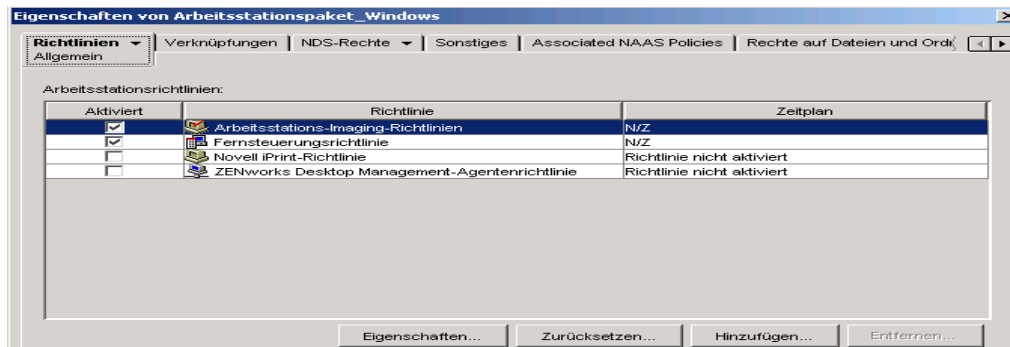 Eigenschaften von Arbeitsstationspaket_Windows
Richtlinien Verknüpfungen NDS-Rechte Sonstiges Associated NAAS Policies Rechte auf Dateien und
Allgemein
Arbeitsstationsrichtlinien:
Aktiviert Richtlinie Zeitplan
Arbeitsstations-Imaging-Richtlinien N/Z
Fernsteuerungsrichtlinie N/Z
Novell iPrint-Richtlinie Richtlinie nicht aktiviert
ZENworks Desktop Management-Agentenrichtlinie Richtlinie nicht aktiviert
Eigenschaften... Zurücksetzen... Hinzufügen... Entfernen...